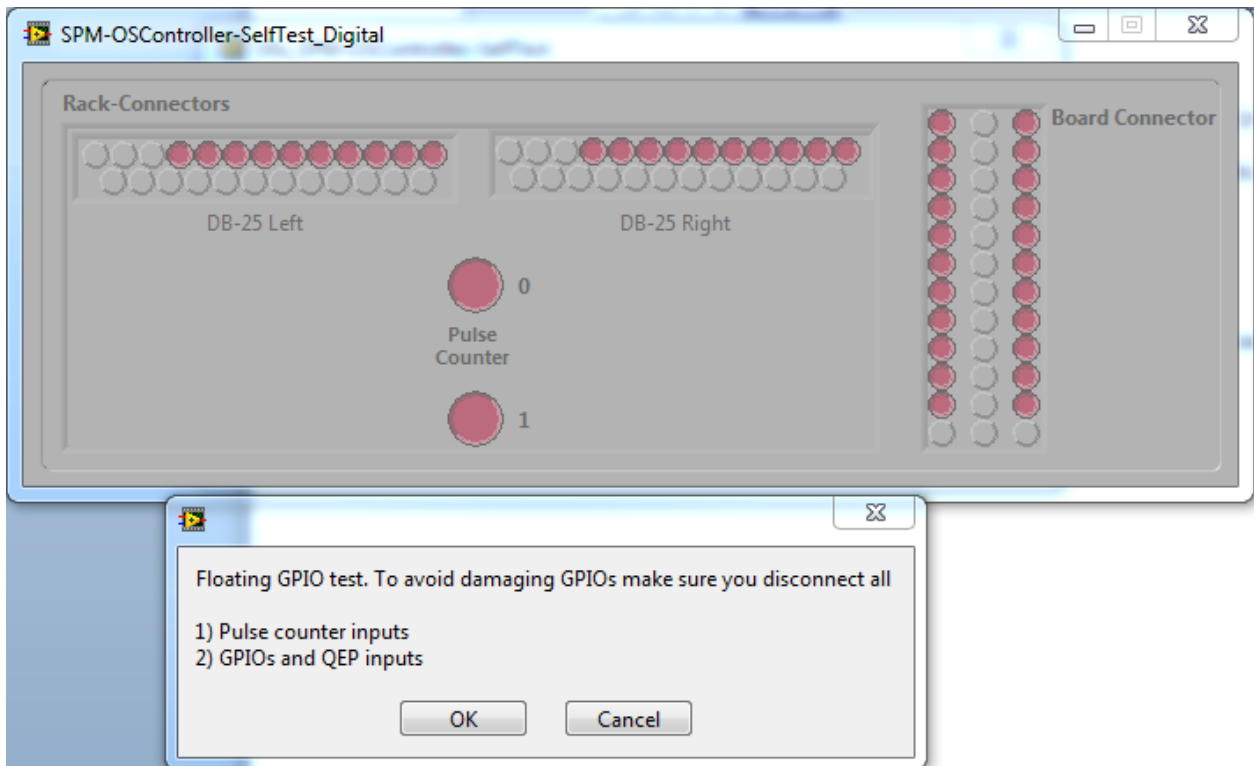 SPM-OSController-SelfTest_Digital
Rack-Connectors
Board Connector
DB-25 Left
DB-25 Right
0
Pulse
Counter
1
Floating GPIO test. To avoid damaging GPIOs make sure you disconnect all
1) Pulse counter inputs
2) GPIOs and QEP inputs
OK
Cancel